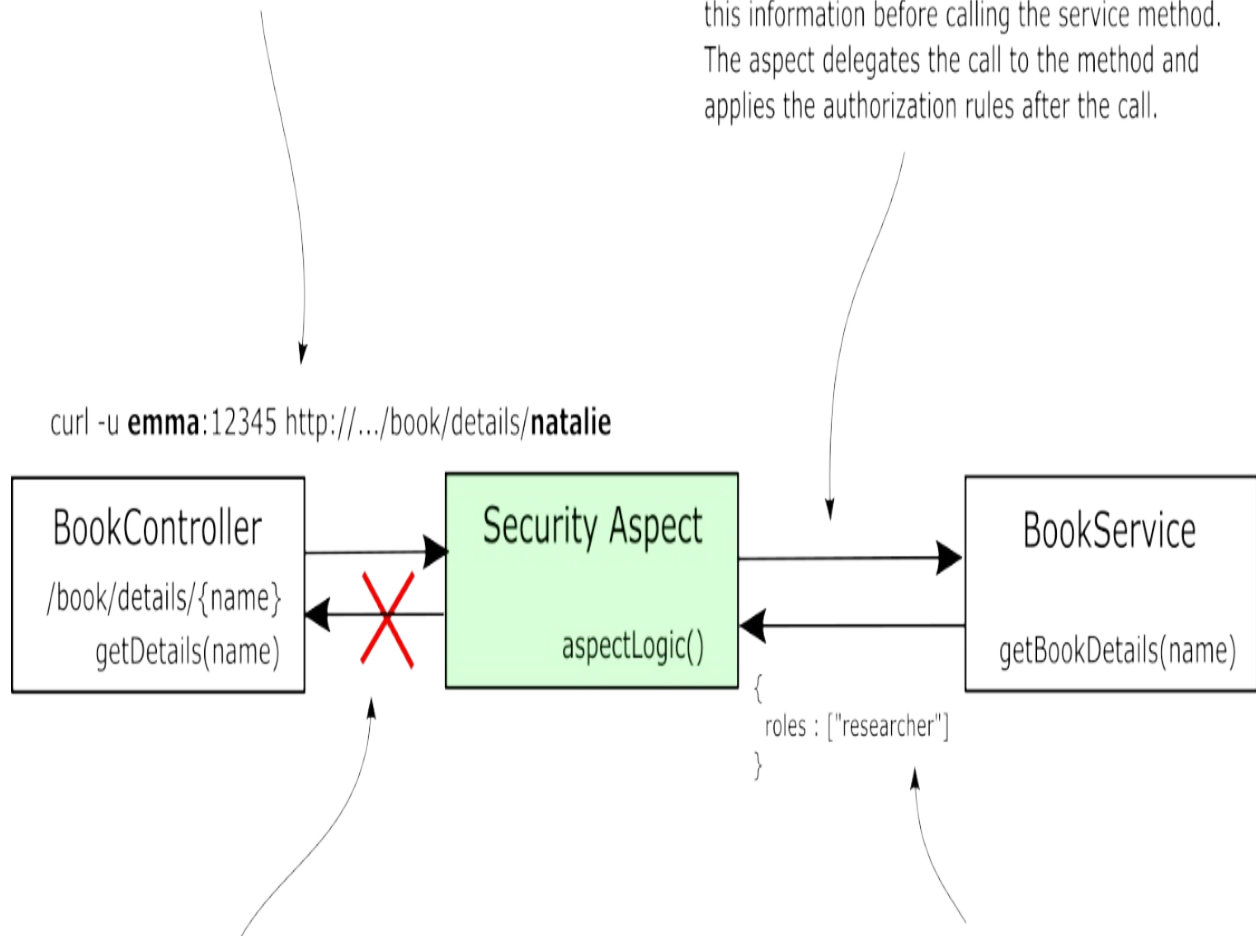 this information before calling the service method.
The aspect delegates the call to the method and
applies the authorization rules after the call.
curl -u emma:12345 http://.../book/details/natalie
BookController
/book/details/{name}
getDetails(name)
Security Aspect
aspectLogic()
BookService
getBookDetails(name)
{
roles : ["researcher"]
}